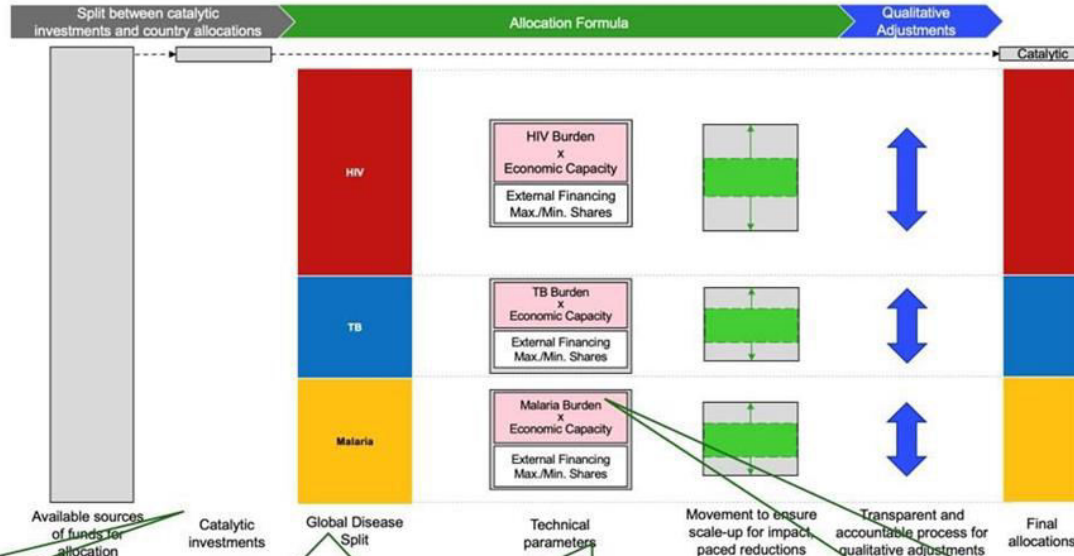 Split between catalytic
investments and country allocations
Allocation Formula
Qualitative
Adjustments
Catalytic
HIV
HIV Burden
x
Economic Capacity
External Financing
Max./Min. Shares
TB
TB Burden
x
Economic Capacity
External Financing
Max./Min. Shares
Malaria
Malaria Burden
x
Economic Capacity
External Financing
Max./Min. Shares
Available sources
of funds for
allocation
Catalytic
investments
Global Disease
Split
Technical
parameters
Movement to ensure
scale-up for impact,
paced reductions
Transparent and
accountable process for
qualitative adjustments
Final
allocations